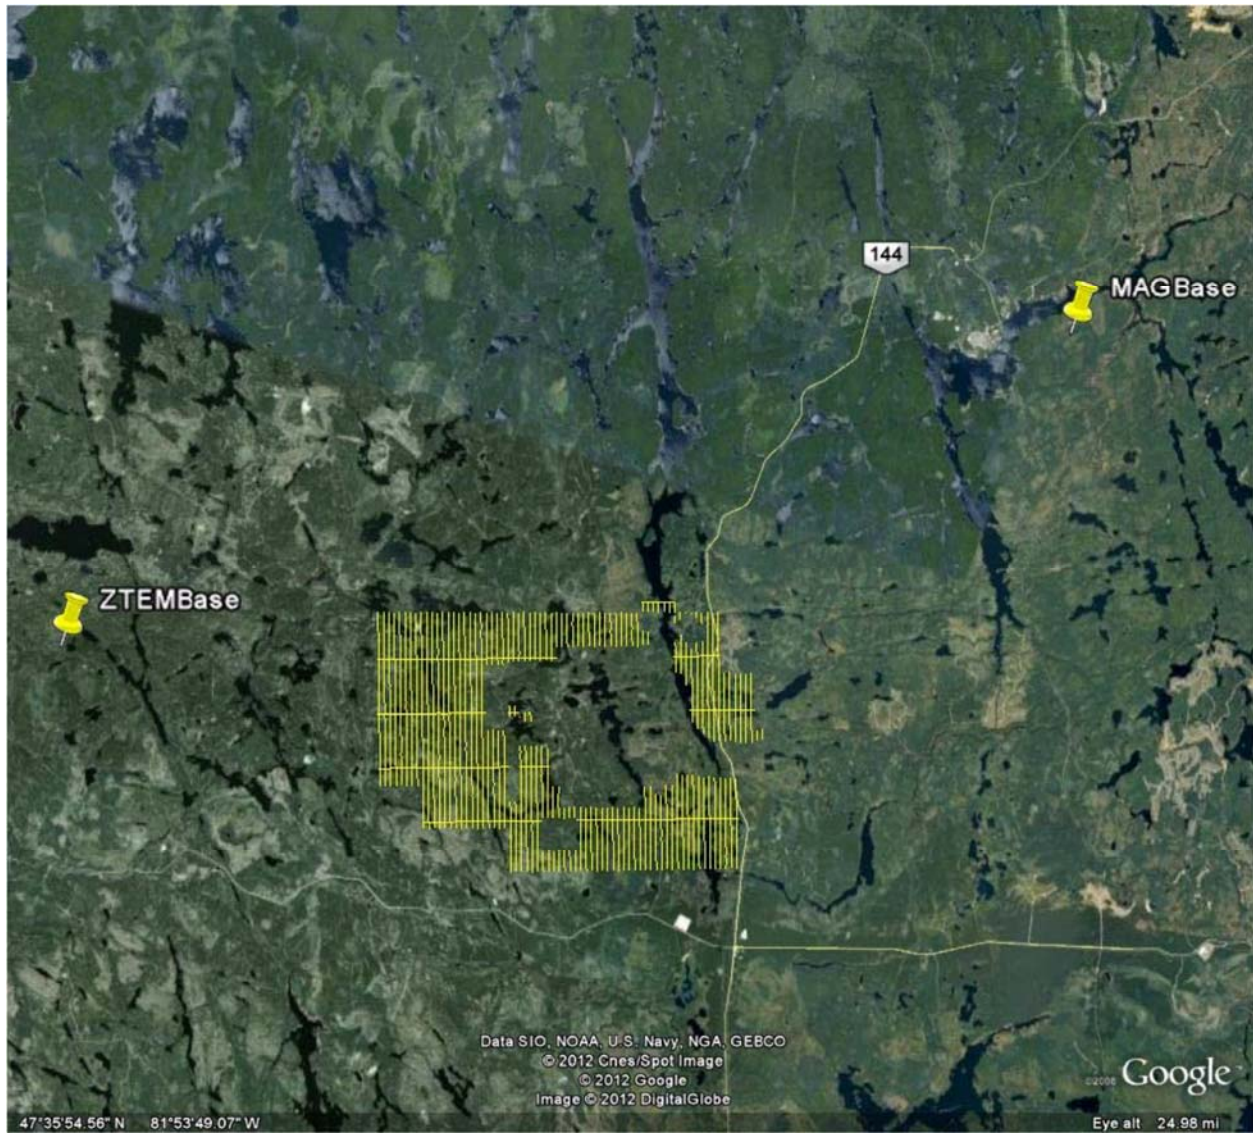 144
MAGBase
ZTEMBase
Data SIO, NOAA, U.S. Navy, NGA, GEBCO
© 2012 Cnes/Spot Image
© 2012 Google
Image © 2012 DigitalGlobe
©2008 Google
47°35'54.56" N 81°53'49.07" W Eye alt 24.98 mi